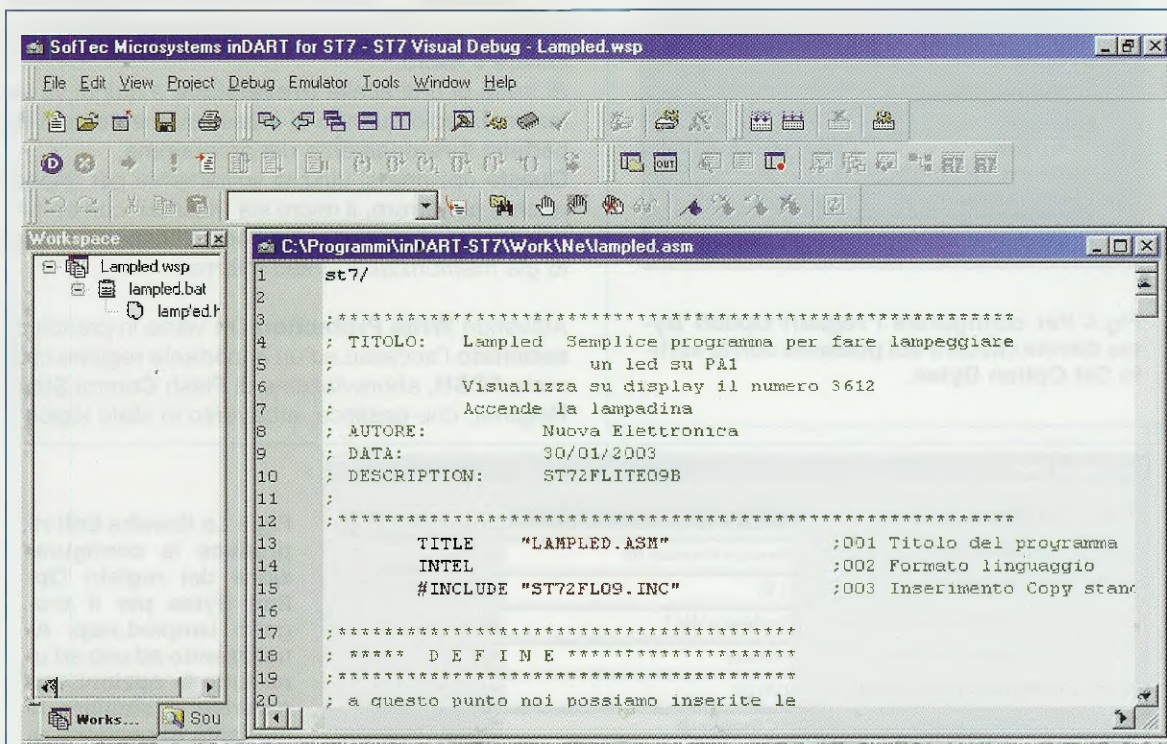 SofTec Microsystems inDART for ST7 - ST7 Visual Debug - Lampled.wsp
File Edit View Project Debug Emulator Tools Window Help
Workspace
Lampled.wsp
lampled.bat
Works...
Sou
C:\Programmi\inDART-ST7\Work\Ne\lampled.asm
1 st7/
2
3 ;***************************************************************
4 ; TITOLO: Lampled Semplice programma per fare lampeggiare
5 ; un led su PA1
6 ; Visualizza su display il numero 3612
7 ; Accende la lampadina
8 ; AUTORE: Nuova Elettronica
9 ; DATA: 30/01/2003
10 ; DESCRIPTION: ST72FLITE09B
11 ;
12 ;***************************************************************
13 TITLE "LAMPLED.ASM" ;001 Titolo del programma
14 INTEL ;002 Formato linguaggio
15 #INCLUDE "ST72FL09.INC" ;003 Inserimento Copy stand
16
17 ;******************************************
18 ; ***** D E F I N E *********************
19 ;******************************************
20 ; a questo punto noi possiamo inserite le